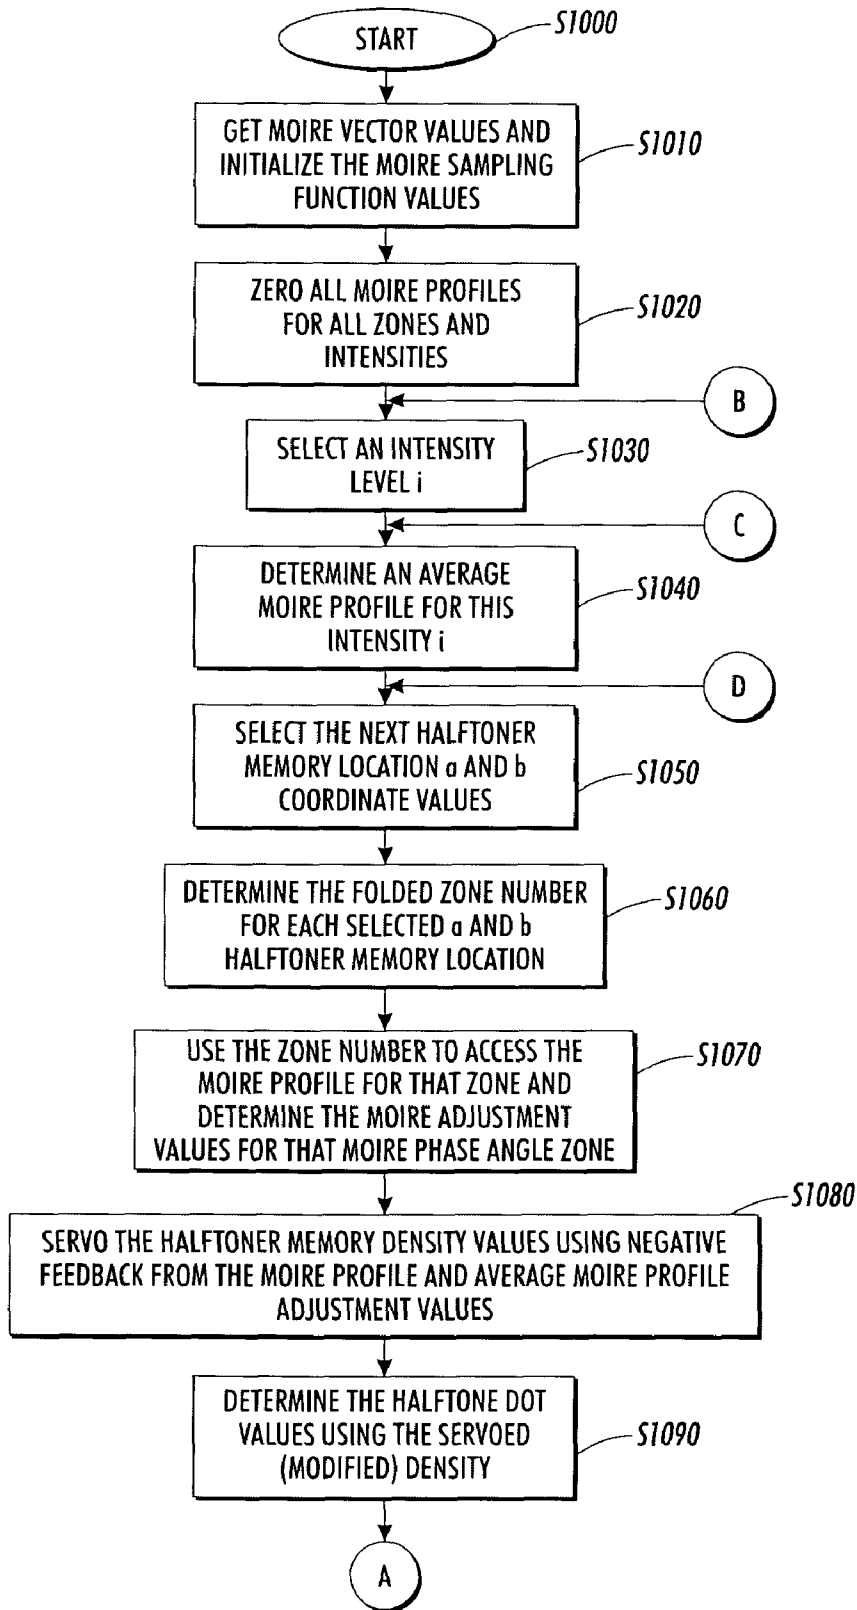 START
S1000
GET MOIRE VECTOR VALUES AND
INITIALIZE THE MOIRE SAMPLING
FUNCTION VALUES
S1010
ZERO ALL MOIRE PROFILES
FOR ALL ZONES AND
INTENSITIES
S1020
B
SELECT AN INTENSITY
LEVEL i
S1030
C
DETERMINE AN AVERAGE
MOIRE PROFILE FOR THIS
INTENSITY i
S1040
D
SELECT THE NEXT HALFTONER
MEMORY LOCATION a AND b
COORDINATE VALUES
S1050
DETERMINE THE FOLDED ZONE NUMBER
FOR EACH SELECTED a AND b
HALFTONER MEMORY LOCATION
S1060
USE THE ZONE NUMBER TO ACCESS THE
MOIRE PROFILE FOR THAT ZONE AND
DETERMINE THE MOIRE ADJUSTMENT
VALUES FOR THAT MOIRE PHASE ANGLE ZONE
S1070
SERVO THE HALFTONER MEMORY DENSITY VALUES USING NEGATIVE
FEEDBACK FROM THE MOIRE PROFILE AND AVERAGE MOIRE PROFILE
ADJUSTMENT VALUES
S1080
DETERMINE THE HALFTONE DOT
VALUES USING THE SERVOED
(MODIFIED) DENSITY
S1090
A